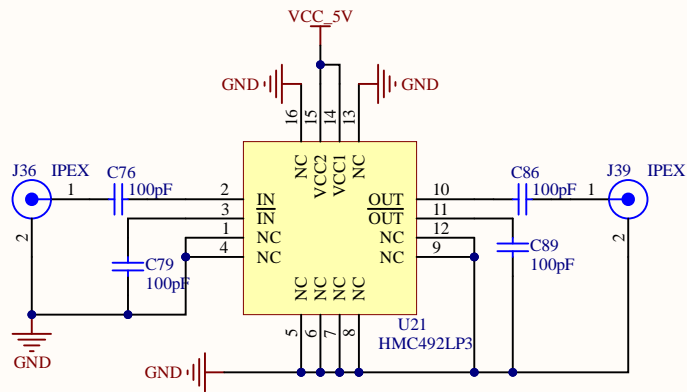 VCC_5V
GND
GND
16
15
14
13
NC
VCC2
VCC1
NC
J36
IPEX
C76
100pF
1
2
2
IN
3
IN
1
NC
4
NC
C79
100pF
GND
OUT
10
OUT
11
NC
12
NC
9
C86
100pF
1
J39
IPEX
2
C89
100pF
NC
NC
NC
NC
5
6
7
8
U21
HMC492LP3
GND